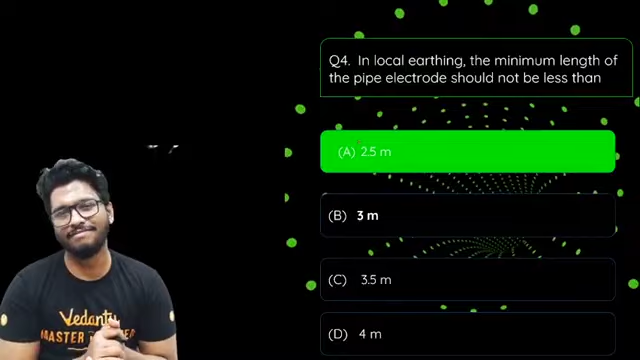 Q4. In local earthing, the minimum length of
the pipe electrode should not be less than
(A) 2.5 m
(B) 3 m
(C) 3.5 m
(D) 4 m
Vedantu
MASTER